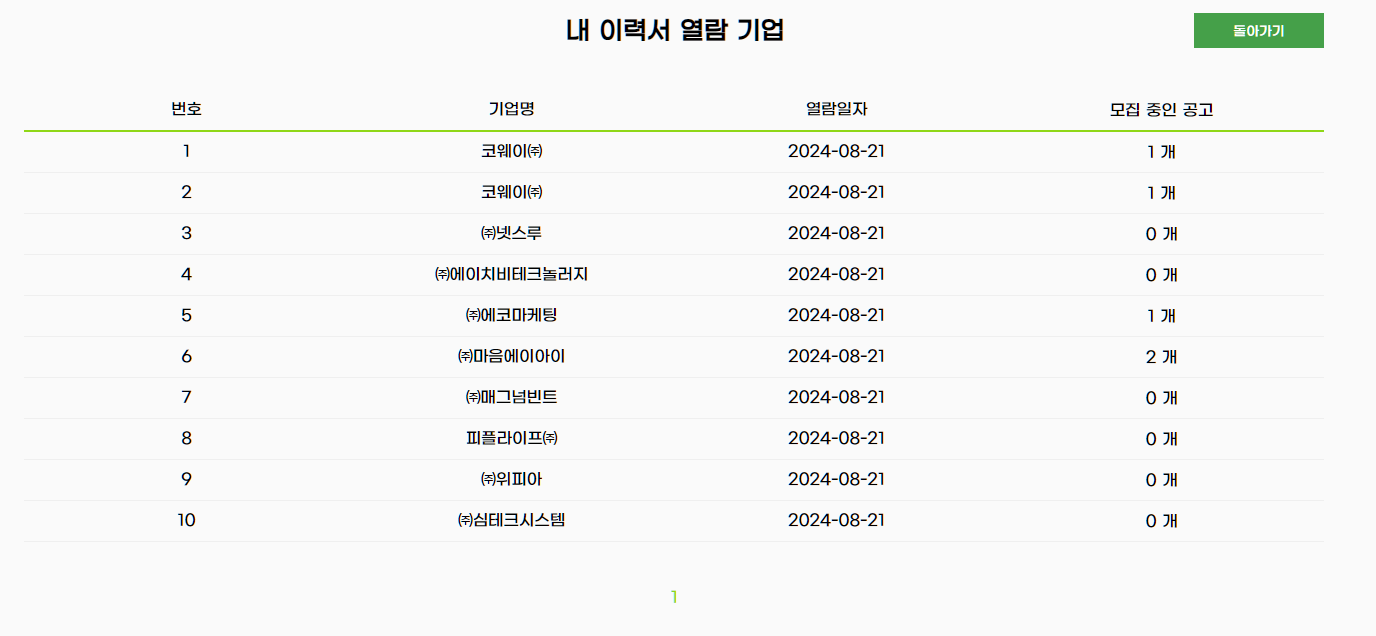 내 이력서 열람 기업
돌아가기
번호 기업명 열람일자 모집 중인 공고
1 코웨이㈜ 2024-08-21 1 개
2 코웨이㈜ 2024-08-21 1 개
3 ㈜넷스루 2024-08-21 0 개
4 ㈜에이치비테크놀러지 2024-08-21 0 개
5 ㈜에코마케팅 2024-08-21 1 개
6 ㈜마음에이아이 2024-08-21 2 개
7 ㈜매그넘빈트 2024-08-21 0 개
8 피플라이프㈜ 2024-08-21 0 개
9 ㈜위피아 2024-08-21 0 개
10 ㈜심테크시스템 2024-08-21 0 개
1